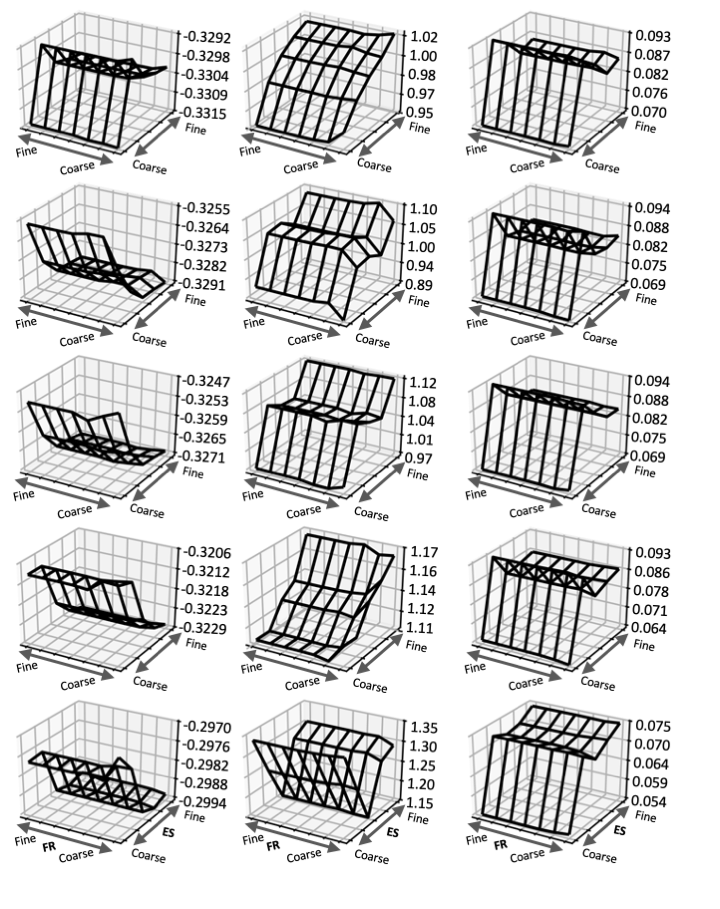 -0.3292
-0.3298
-0.3304
-0.3309
-0.3315
Fine
Fine
Coarse
Coarse
1.02
1.00
0.98
0.97
0.95
Fine
Fine
Coarse
Coarse
0.093
0.087
0.082
0.076
0.070
Fine
Fine
Coarse
Coarse
-0.3255
-0.3264
-0.3273
-0.3282
-0.3291
Fine
Fine
Coarse
Coarse
1.10
1.05
1.00
0.94
0.89
Fine
Fine
Coarse
Coarse
0.094
0.088
0.082
0.075
0.069
Fine
Fine
Coarse
Coarse
-0.3247
-0.3253
-0.3259
-0.3265
-0.3271
Fine
Fine
Coarse
Coarse
1.12
1.08
1.04
1.01
0.97
Fine
Fine
Coarse
Coarse
0.094
0.088
0.082
0.075
0.069
Fine
Fine
Coarse
Coarse
-0.3206
-0.3212
-0.3218
-0.3223
-0.3229
Fine
Fine
Coarse
Coarse
1.17
1.16
1.14
1.12
1.11
Fine
Fine
Coarse
Coarse
0.093
0.086
0.078
0.071
0.064
Fine
Fine
Coarse
Coarse
-0.2970
-0.2976
-0.2982
-0.2988
-0.2994
Fine
ES
Fine
FR
Coarse
Coarse
1.35
1.30
1.25
1.20
1.15
Fine
ES
Fine
FR
Coarse
Coarse
0.075
0.070
0.064
0.059
0.054
Fine
ES
Fine
FR
Coarse
Coarse